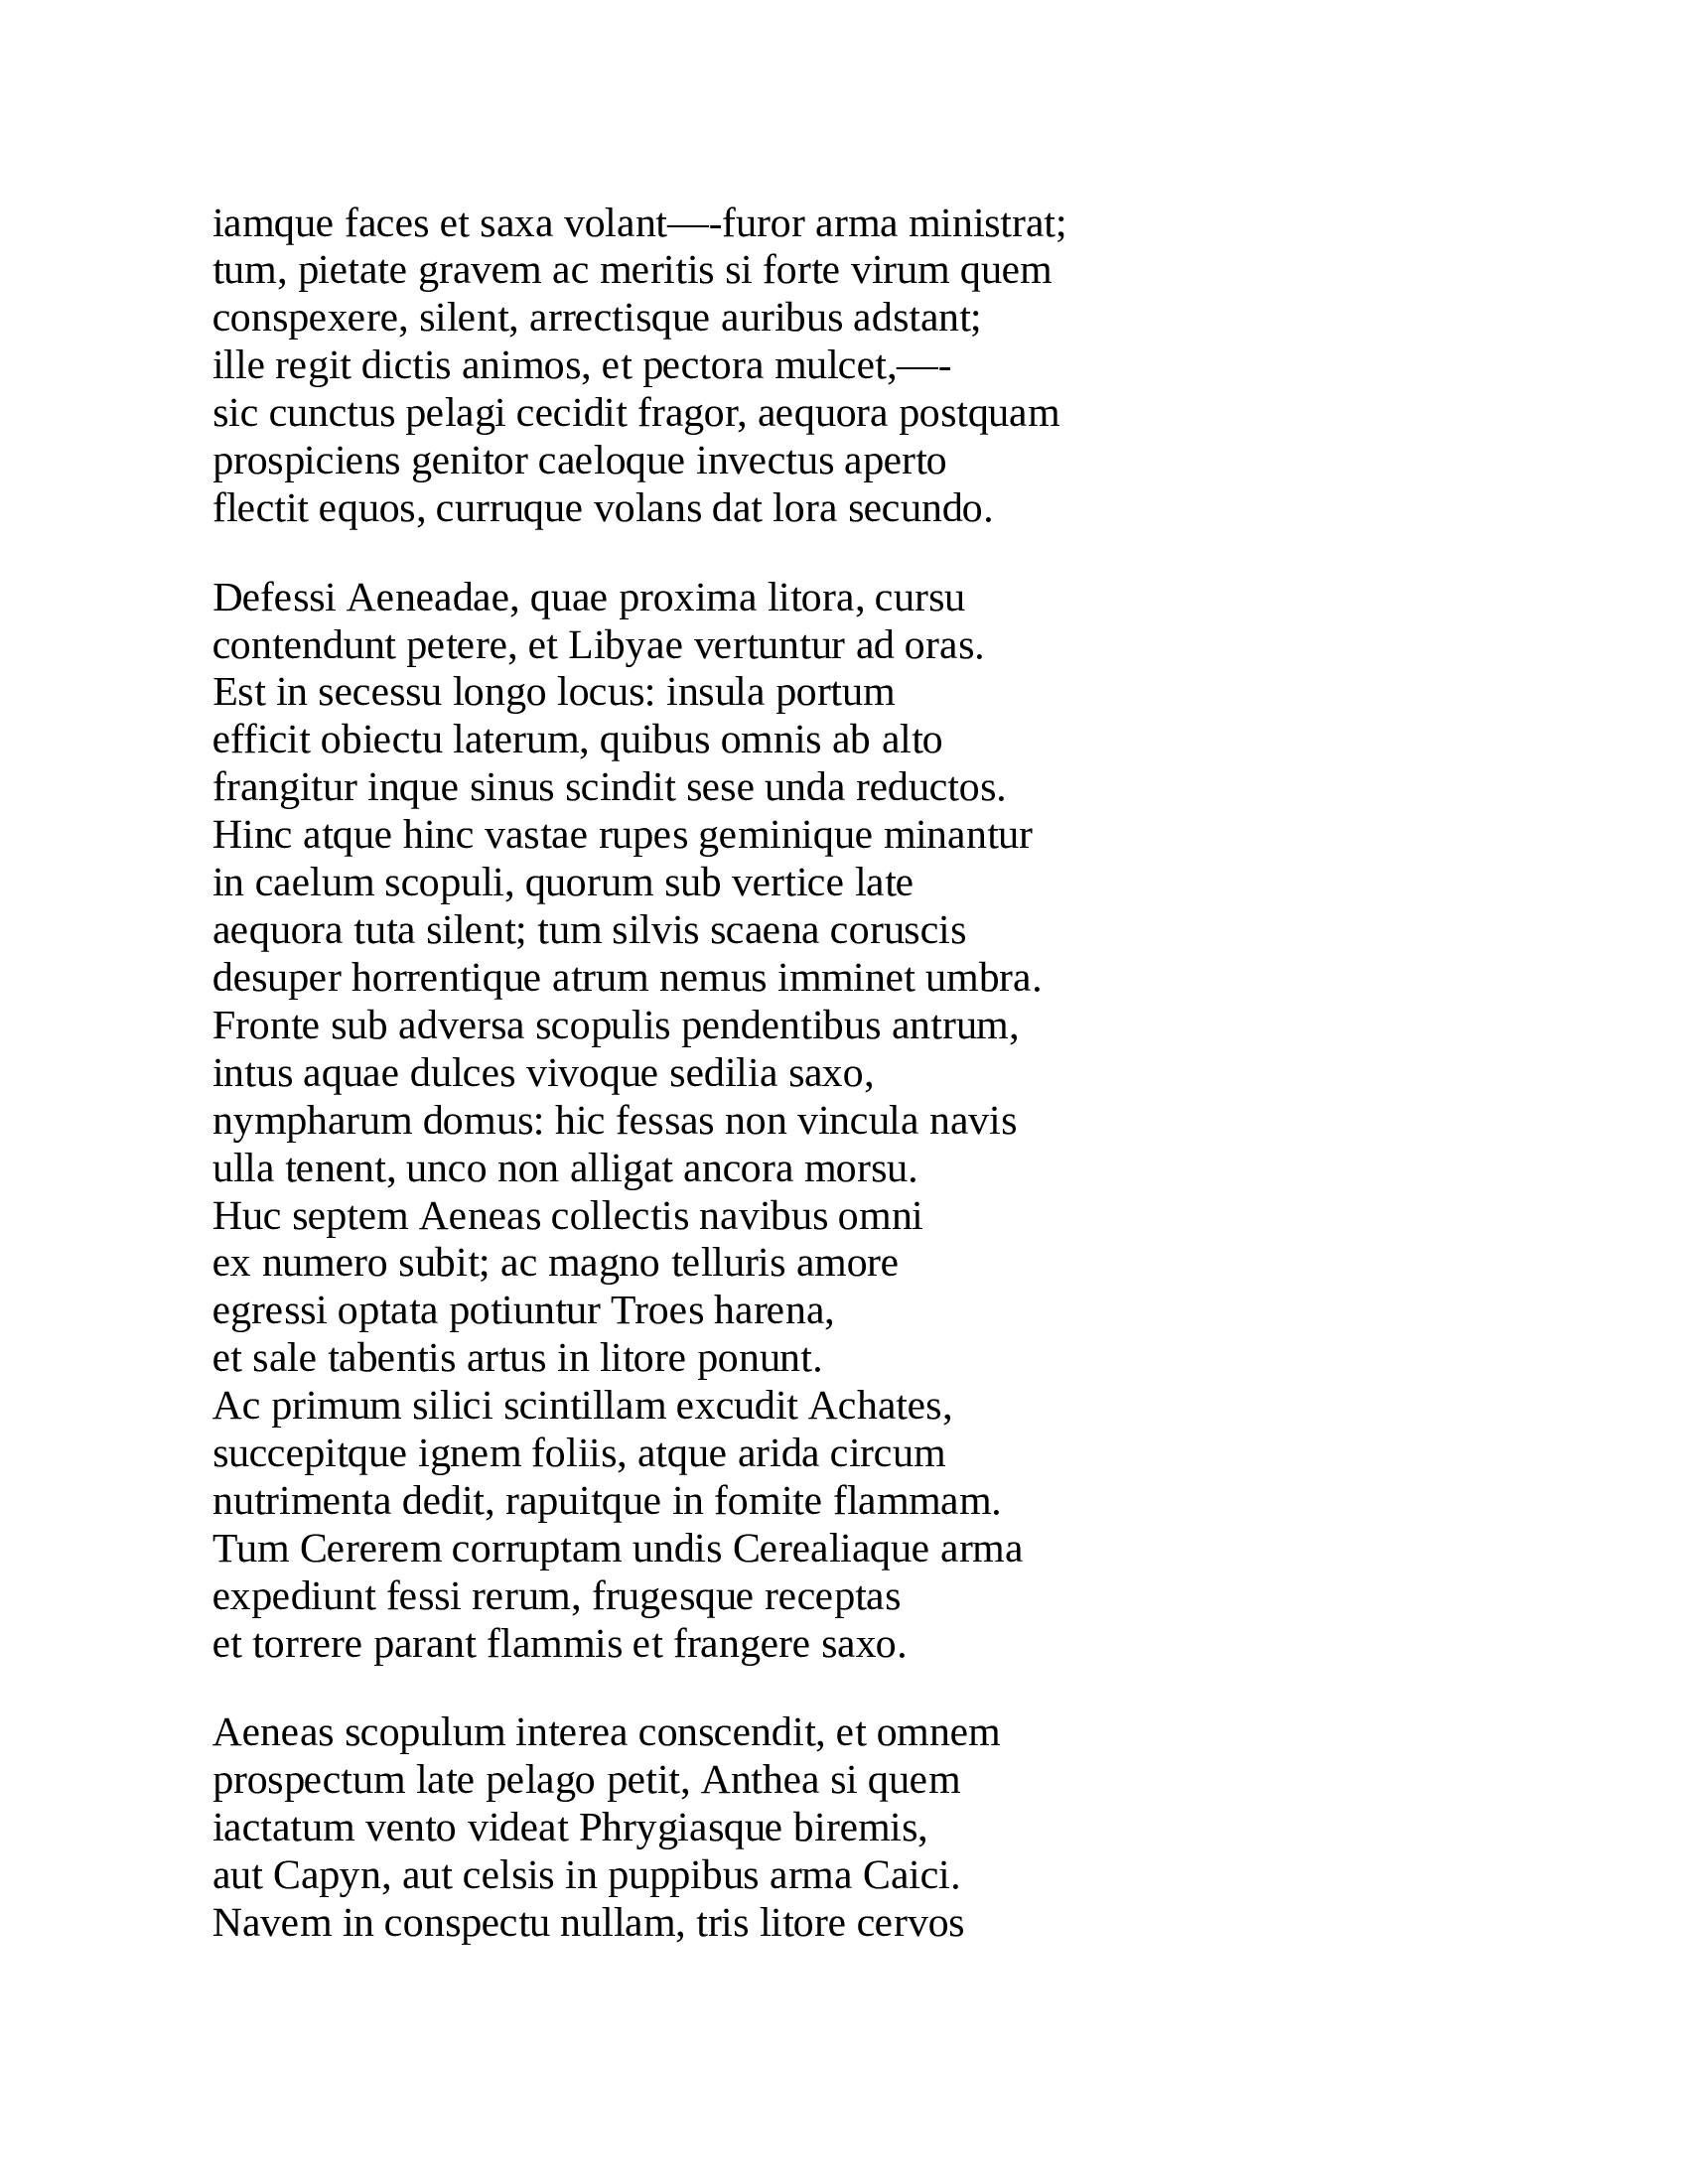 iamque faces et saxa volant—-furor arma ministrat;
tum, pietate gravem ac meritis si forte virum quem
conspexere, silent, arrectisque auribus adstant;
ille regit dictis animos, et pectora mulcet,—-
sic cunctus pelagi cecidit fragor, aequora postquam
prospiciens genitor caeloque invectus aperto
flectit equos, curruque volans dat lora secundo.

Defessi Aeneadae, quae proxima litora, cursu
contendunt petere, et Libyae vertuntur ad oras.
Est in secessu longo locus: insula portum
efficit obiectu laterum, quibus omnis ab alto
frangitur inque sinus scindit sese unda reductos.
Hinc atque hinc vastae rupes geminique minantur
in caelum scopuli, quorum sub vertice late
aequora tuta silent; tum silvis scaena coruscis
desuper horrentique atrum nemus imminet umbra.
Fronte sub adversa scopulis pendentibus antrum,
intus aquae dulces vivoque sedilia saxo,
nympharum domus: hic fessas non vincula navis
ulla tenent, unco non alligat ancora morsu.
Huc septem Aeneas collectis navibus omni
ex numero subit; ac magno telluris amore
egressi optata potiuntur Troes harena,
et sale tabentis artus in litore ponunt.
Ac primum silici scintillam excudit Achates,
succepitque ignem foliis, atque arida circum
nutrimenta dedit, rapuitque in fomite flammam.
Tum Cererem corruptam undis Cerealiaque arma
expediunt fessi rerum, frugesque receptas
et torrere parant flammis et frangere saxo.

Aeneas scopulum interea conscendit, et omnem
prospectum late pelago petit, Anthea si quem
iactatum vento videat Phrygiasque biremis,
aut Capyn, aut celsis in puppibus arma Caici.
Navem in conspectu nullam, tris litore cervos